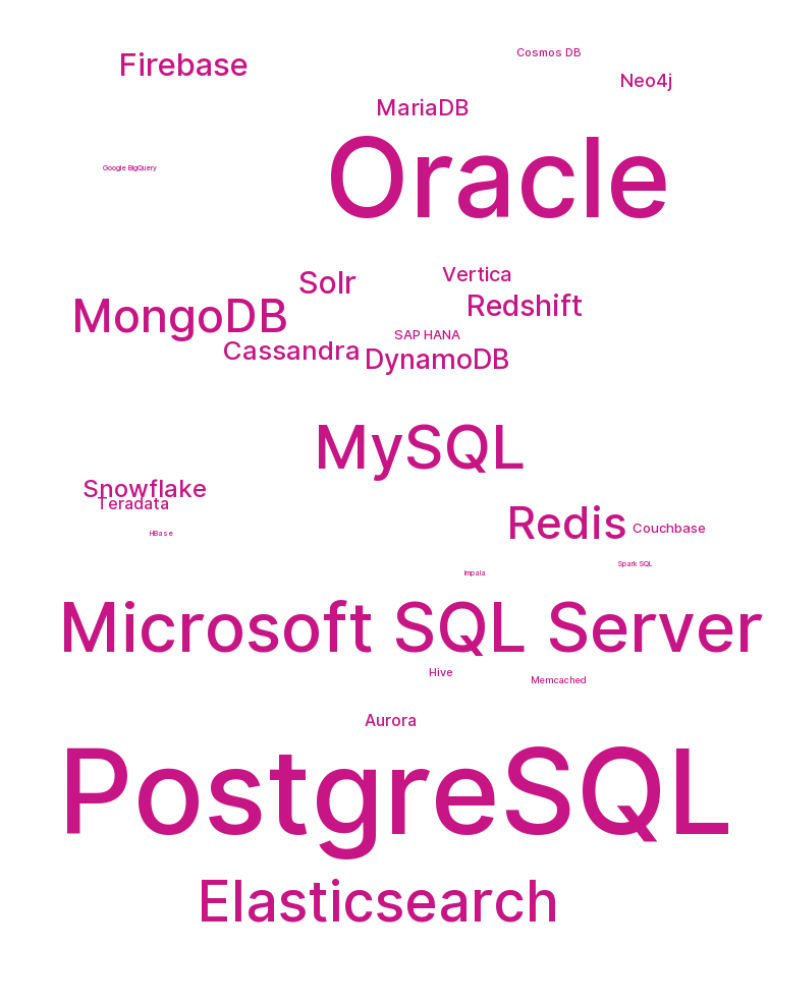 Cosmos DB
Firebase
Neo4j
MariaDB
Google BigQuery
Oracle
Vertica
Solr
Redshift
MongoDB
SAP HANA
Cassandra
DynamoDB
MySQL
Snowflake
Teradata
Redis
Couchbase
HBase
Spark SQL
Impala
Microsoft SQL Server
Hive
Memcached
Aurora
PostgreSQL
Elasticsearch